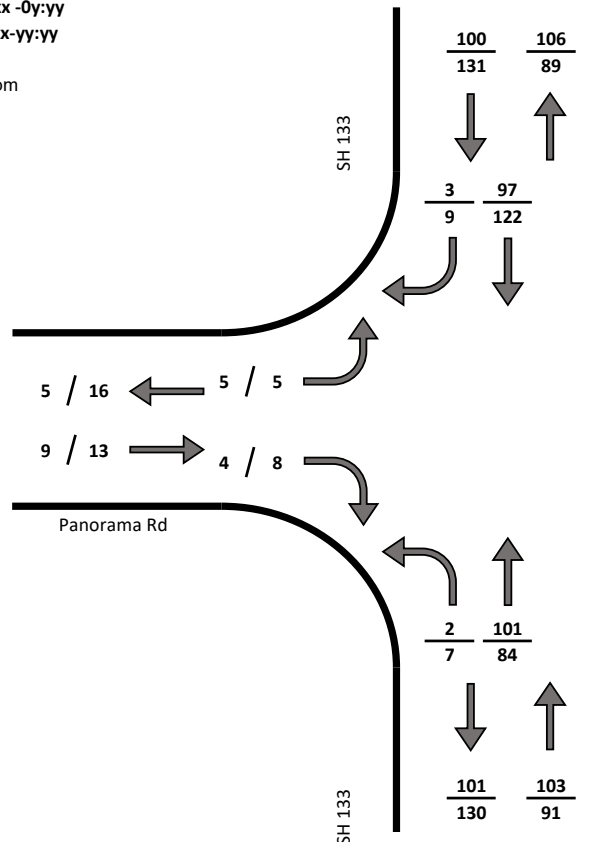 x -0y:yy
x-yy:yy
om
100 106
131 89
SH 133
3 97
9 122
5 / 16 5 / 5
9 / 13 4 / 8
Panorama Rd
2 101
7 84
101 103
130 91
SH 133